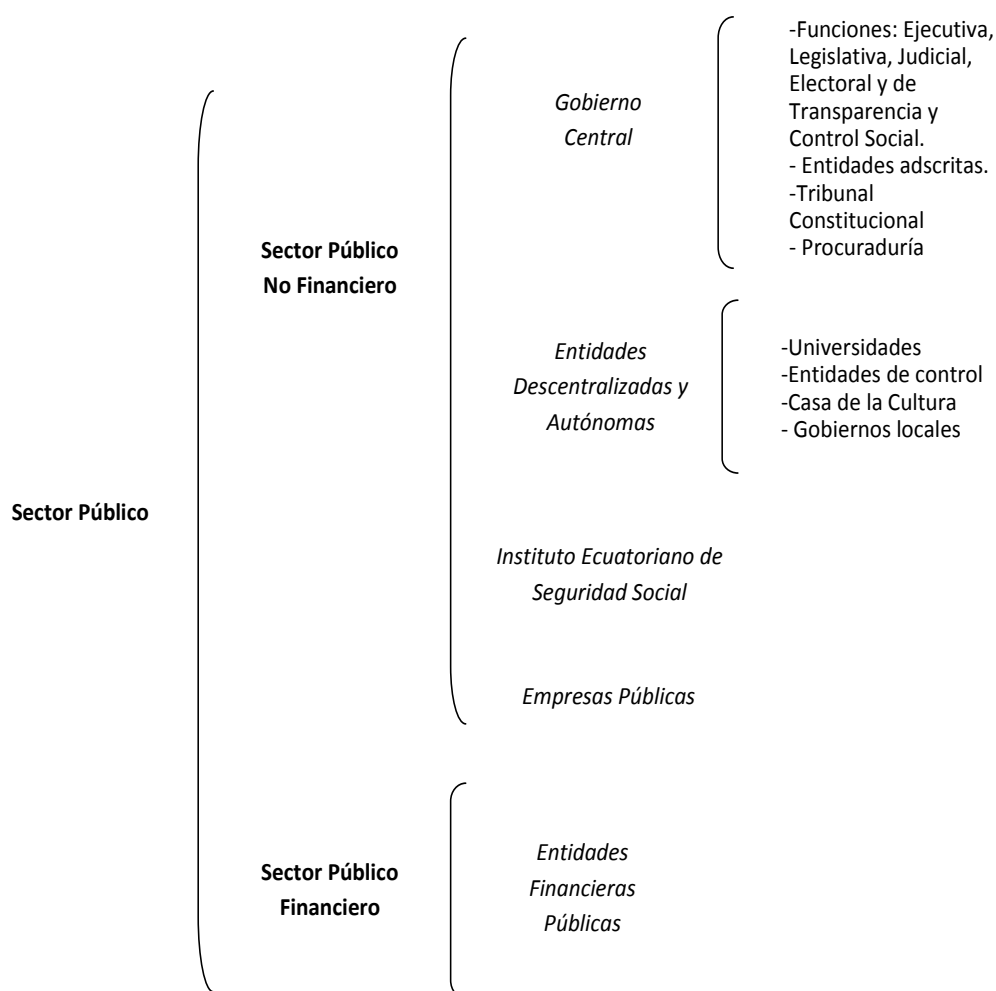 Sector Público
Sector Público
No Financiero
Gobierno
Central
-Funciones: Ejecutiva,
Legislativa, Judicial,
Electoral y de
Transparencia y
Control Social.
- Entidades adscritas.
-Tribunal
Constitucional
- Procuraduría
Entidades
Descentralizadas y
Autónomas
-Universidades
-Entidades de control
-Casa de la Cultura
- Gobiernos locales
Instituto Ecuatoriano de
Seguridad Social
Empresas Públicas
Sector Público
Financiero
Entidades
Financieras
Públicas